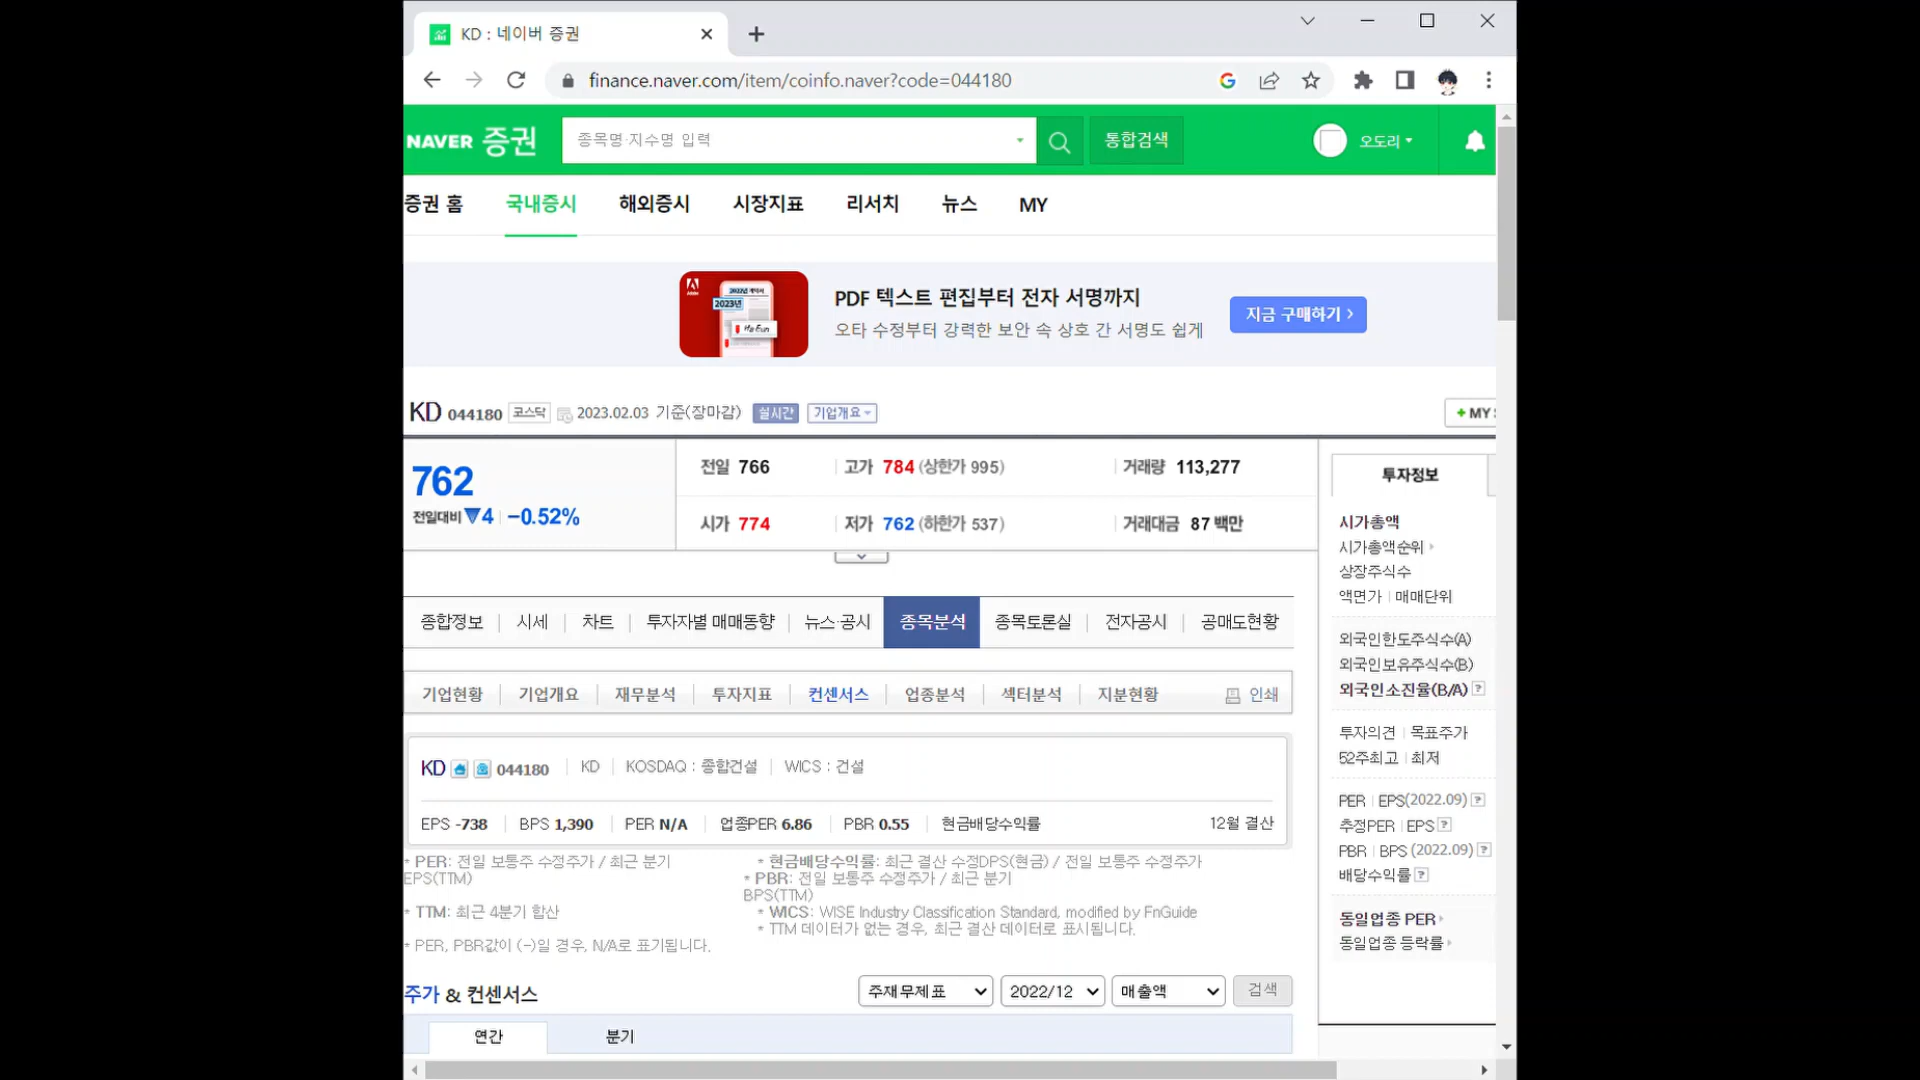 KD : 네이버 증권
finance.naver.com/item/coinfo.naver?code=044180
NAVER 증권
종목명·지수명 입력
통합검색
오도리
증권 홈 국내증시 해외증시 시장지표 리서치 뉴스 MY
2023년
Ha Eun
PDF 텍스트 편집부터 전자 서명까지
오타 수정부터 강력한 보안 속 상호 간 서명도 쉽게
지금 구매하기 >
KD 044180 코스닥 2023.02.03 기준(장마감) 실시간 기업개요
+ MY
762
전일대비 ▼4 -0.52%
전일 766 고가 784 (상한가 995) 거래량 113,277
시가 774 저가 762 (하한가 537) 거래대금 87 백만
종합정보 시세 차트 투자자별 매매동향 뉴스·공시 종목분석 종목토론실 전자공시 공매도현황
기업현황 기업개요 재무분석 투자지표 컨센서스 업종분석 섹터분석 지분현황 인쇄
KD 044180 KD KOSDAQ : 종합건설 WICS : 건설
EPS -738 BPS 1,390 PER N/A 업종PER 6.86 PBR 0.55 현금배당수익률 12월 결산
* PER: 전일 보통주 수정주가 / 최근 분기
EPS(TTM)
* TTM: 최근 4분기 합산
* PER, PBR값이 (-)일 경우, N/A로 표기됩니다.
* 현금배당수익률: 최근 결산 수정DPS(현금) / 전일 보통주 수정주가
* PBR: 전일 보통주 수정주가 / 최근 분기
BPS(TTM)
* WICS: WISE Industry Classification Standard, modified by FnGuide
* TTM 데이터가 없는 경우, 최근 결산 데이터로 표시됩니다.
주가 & 컨센서스
주재무제표 2022/12 매출액 검색
연간 분기
투자정보
시가총액
시가총액순위
상장주식수
액면가 | 매매단위
외국인한도주식수(A)
외국인보유주식수(B)
외국인소진율(B/A) ?
투자의견 | 목표주가
52주최고 | 최저
PER | EPS(2022.09) ?
추정PER | EPS ?
PBR | BPS (2022.09) ?
배당수익률 ?
동일업종 PER
동일업종 등락률